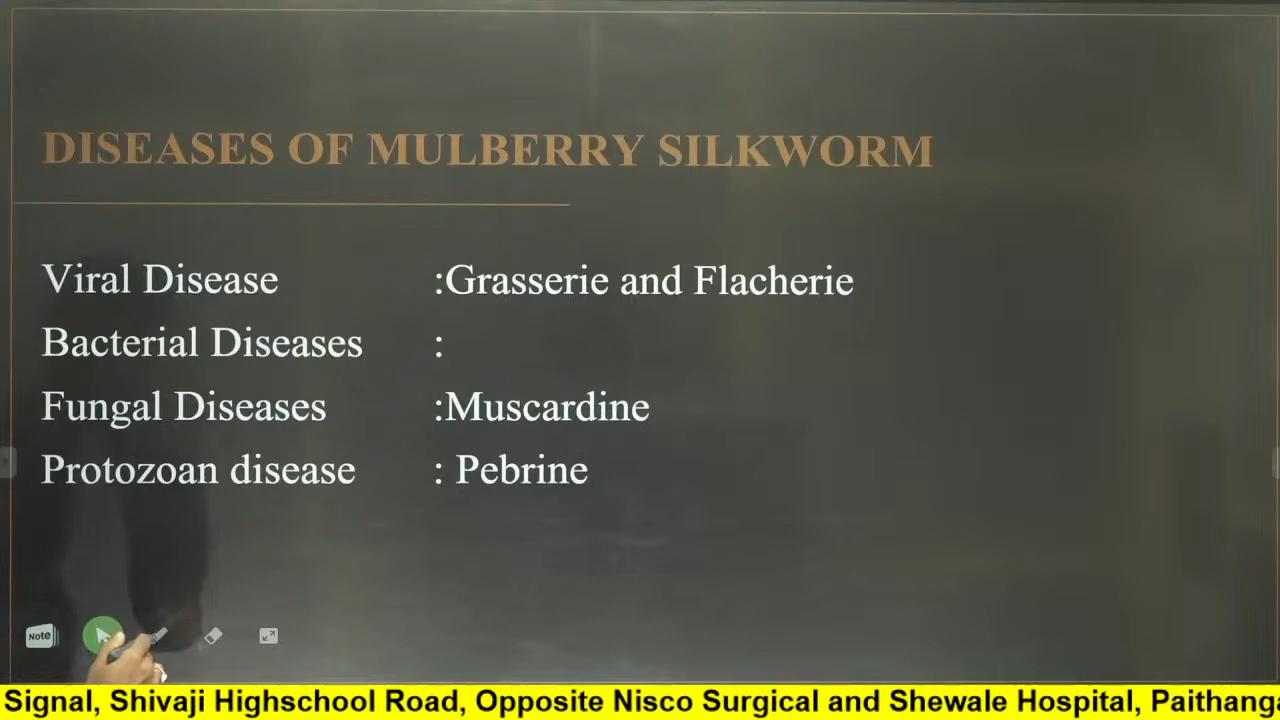 DISEASES OF MULBERRY SILKWORM
Viral Disease :Grasserie and Flacherie
Bacterial Diseases :
Fungal Diseases :Muscardine
Protozoan disease : Pebrine
Note
Signal, Shivaji Highschool Road, Opposite Nisco Surgical and Shewale Hospital, Paithanga